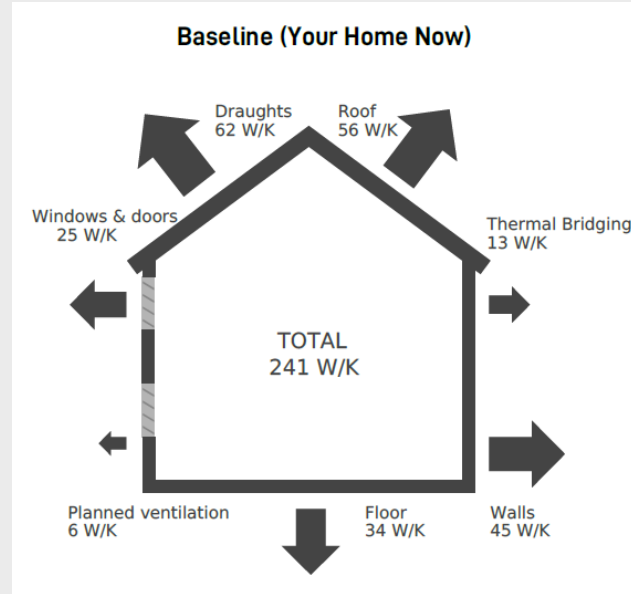 Baseline (Your Home Now)
Draughts
62 W/K
Roof
56 W/K
Windows & doors
25 W/K
Thermal Bridging
13 W/K
TOTAL
241 W/K
Planned ventilation
6 W/K
Floor
34 W/K
Walls
45 W/K